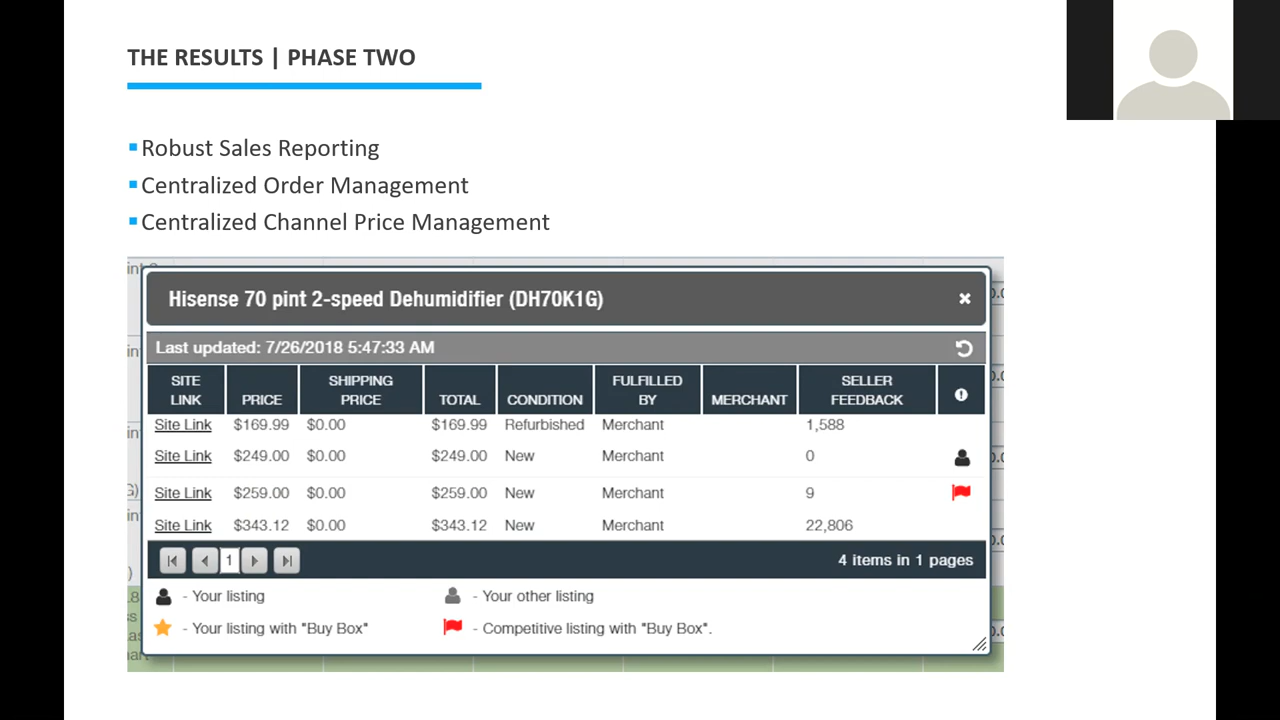 THE RESULTS | PHASE TWO
Robust Sales Reporting
Centralized Order Management
Centralized Channel Price Management
Hisense 70 pint 2-speed Dehumidifier (DH70K1G)
Last updated: 7/26/2018 5:47:33 AM
SITE LINK PRICE SHIPPING PRICE TOTAL CONDITION FULFILLED BY MERCHANT SELLER FEEDBACK
Site Link $169.99 $0.00 $169.99 Refurbished Merchant 1,588
Site Link $249.00 $0.00 $249.00 New Merchant 0
Site Link $259.00 $0.00 $259.00 New Merchant 9
Site Link $343.12 $0.00 $343.12 New Merchant 22,806
1 4 items in 1 pages
- Your listing - Your other listing
- Your listing with "Buy Box" - Competitive listing with "Buy Box".